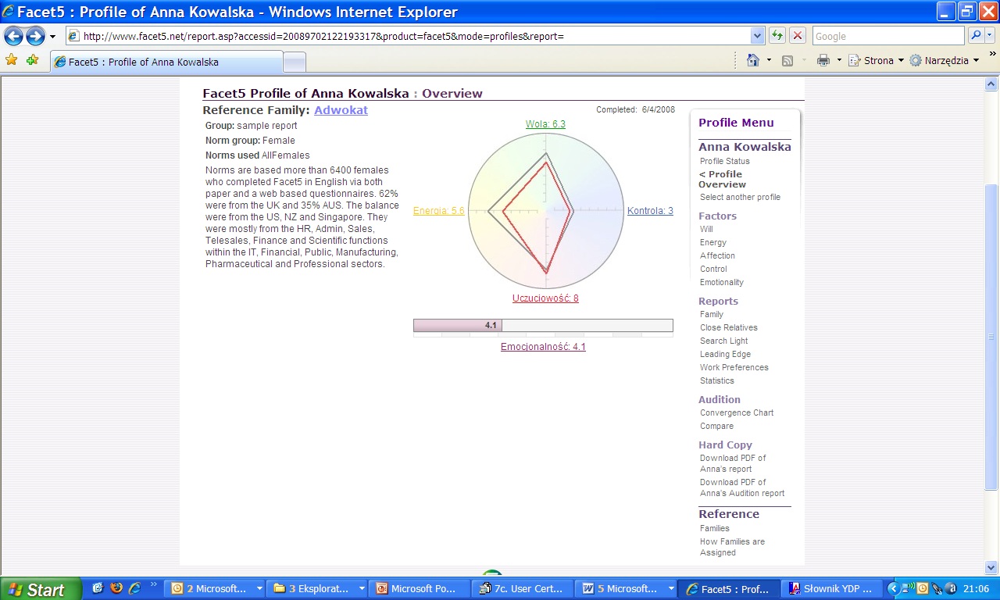 Facet5 : Profile of Anna Kowalska - Windows Internet Explorer
http://www.facet5.net/report.asp?accessid=20089702122193317&product=facet5&mode=profiles&report=
Google
Facet5 : Profile of Anna Kowalska
Strona
Narzędzia
Facet5 Profile of Anna Kowalska : Overview
Reference Family: Adwokat
Completed: 6/4/2008
Group: sample report
Norm group: Female
Norms used AllFemales
Norms are based more than 6400 females
who completed Facet5 in English via both
paper and a web based questionnaires. 62%
were from the UK and 35% AUS. The balance
were from the US, NZ and Singapore. They
were mostly from the HR, Admin, Sales,
Telesales, Finance and Scientific functions
within the IT, Financial, Public, Manufacturing,
Pharmaceutical and Professional sectors.
Wola: 6.3
Energia: 5.6
Kontrola: 3
Uczuciowość: 8
4.1
Emocjonalność: 4.1
Profile Menu
Anna Kowalska
Profile Status
< Profile
Overview
Select another profile
Factors
Will
Energy
Affection
Control
Emotionality
Reports
Family
Close Relatives
Search Light
Leading Edge
Work Preferences
Statistics
Audition
Convergence Chart
Compare
Hard Copy
Download PDF of
Anna's report
Download PDF of
Anna's Audition report
Reference
Families
How Families are
Assigned
Start
2 Microsoft...
3 Eksplorat...
Microsoft Po...
7c. User Cert...
5 Microsoft...
Facet5 : Prof...
Słownik YDP ...
21:06